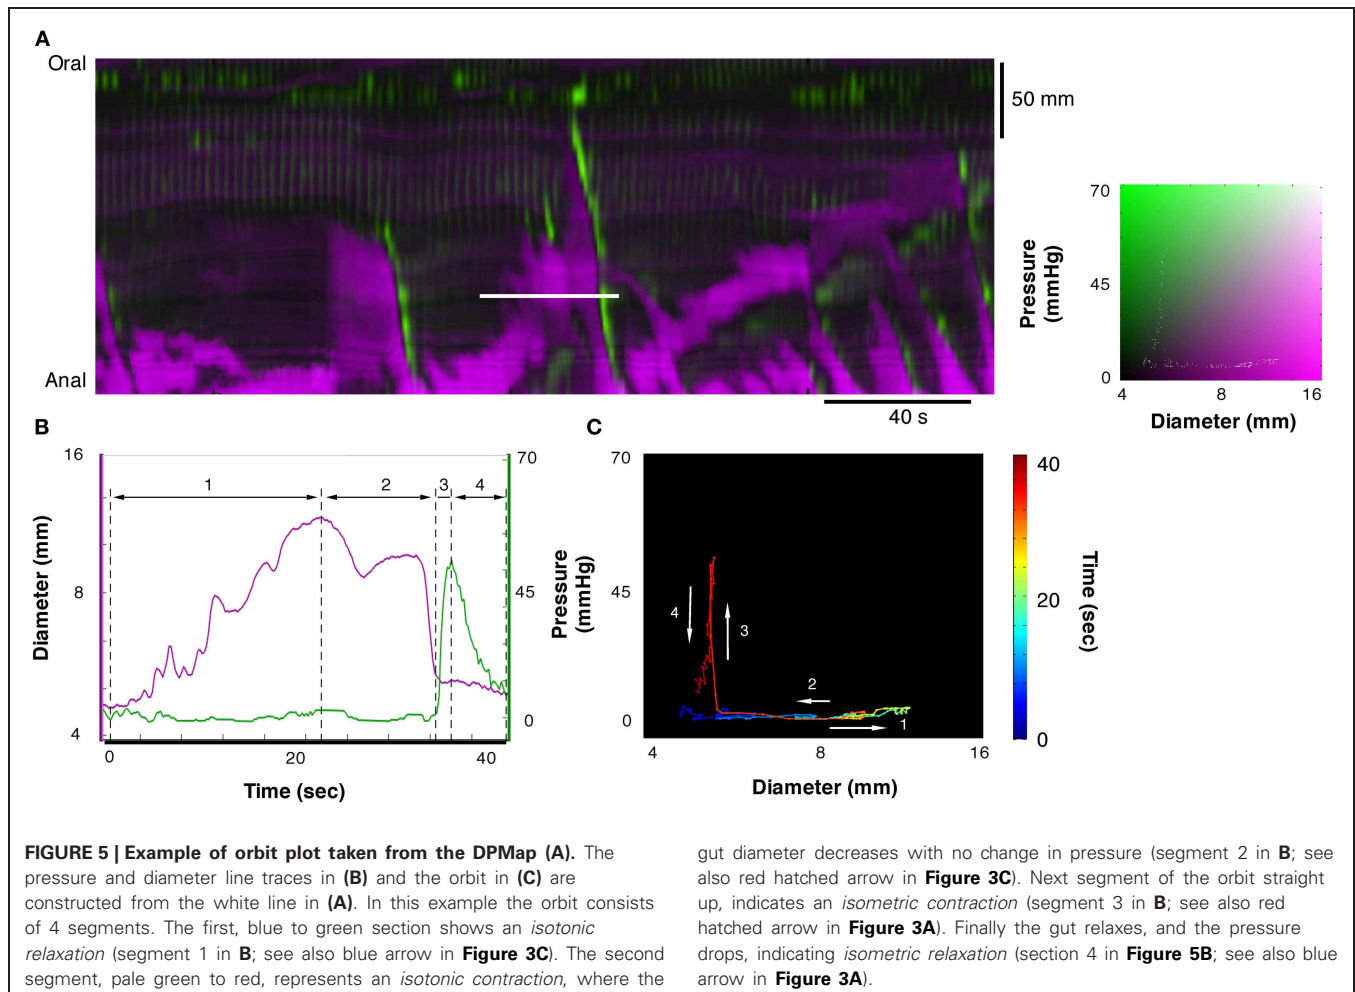 A
Oral
50 mm
Anal
40 s
70
45
0
Pressure
(mmHg)
4
8
16
Diameter (mm)
B
16
8
4
Diameter (mm)
1
2
3
4
70
45
0
Pressure
(mmHg)
0
20
40
Time (sec)
C
70
45
0
4
3
2
1
4
8
16
Diameter (mm)
40
20
0
Time (sec)
FIGURE 5 | Example of orbit plot taken from the DPMap (A). The
pressure and diameter line traces in (B) and the orbit in (C) are
constructed from the white line in (A). In this example the orbit consists
of 4 segments. The first, blue to green section shows an isotonic
relaxation (segment 1 in B; see also blue arrow in Figure 3C). The second
segment, pale green to red, represents an isotonic contraction, where the
gut diameter decreases with no change in pressure (segment 2 in B; see
also red hatched arrow in Figure 3C). Next segment of the orbit straight
up, indicates an isometric contraction (segment 3 in B; see also red
hatched arrow in Figure 3A). Finally the gut relaxes, and the pressure
drops, indicating isometric relaxation (section 4 in Figure 5B; see also blue
arrow in Figure 3A).